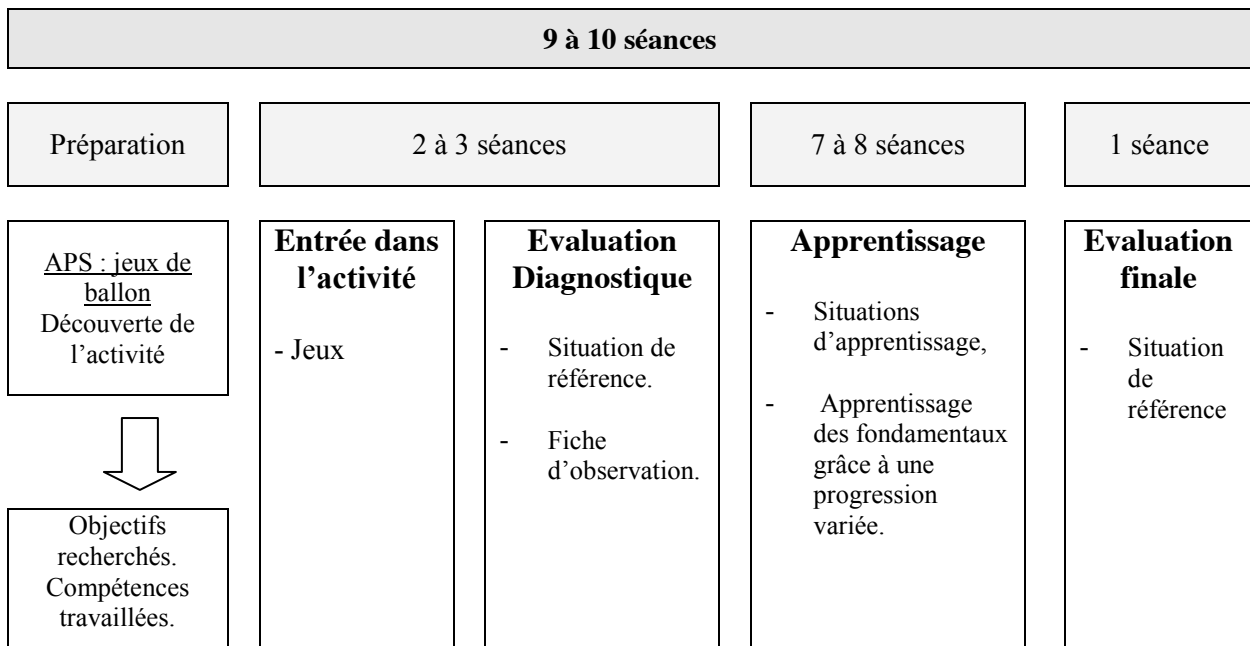 9 à 10 séances
Préparation
2 à 3 séances
7 à 8 séances
1 séance
APS : jeux de
ballon
Découverte de
l’activité
Objectifs
recherchés.
Compétences
travaillées.
Entrée dans
l’activité
- Jeux
Evaluation
Diagnostique
- Situation de
référence.
- Fiche
d’observation.
Apprentissage
- Situations
d’apprentissage,
- Apprentissage
des fondamentaux
grâce à une
progression
variée.
Evaluation
finale
- Situation
de
référence